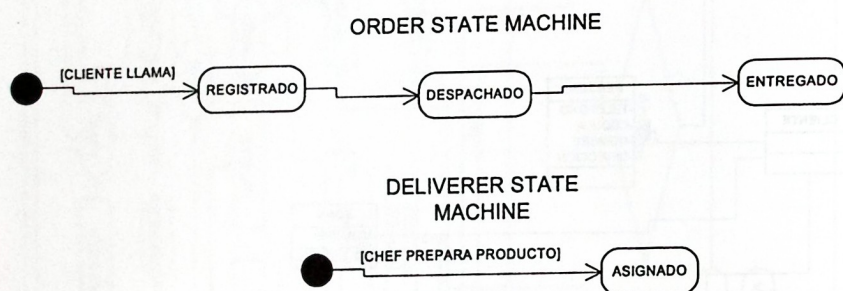 ORDER STATE MACHINE
[CLIENTE LLAMA]
REGISTRADO
DESPACHADO
ENTREGADO
DELIVERER STATE
MACHINE
[CHEF PREPARA PRODUCTO]
ASIGNADO